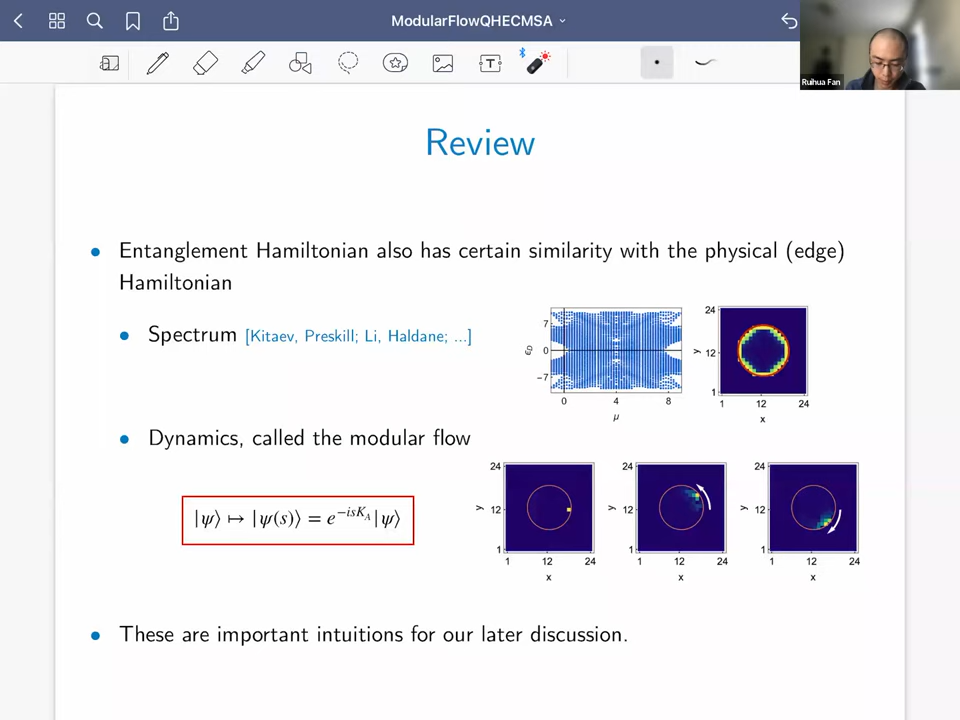 ModularFlowQHECMSA
Ruihua Fan
Review
Entanglement Hamiltonian also has certain similarity with the physical (edge)
Hamiltonian
Spectrum [Kitaev, Preskill; Li, Haldane; ...]
7
0
−7
ϵD
0 4 8
μ
24
y 12
1
1 12 24
x
Dynamics, called the modular flow
|ψ⟩ ↦ |ψ(s)⟩ = e^{-isK_A}|ψ⟩
24
y 12
1
1 12 24
x
24
y 12
1
1 12 24
x
24
y 12
1
1 12 24
x
These are important intuitions for our later discussion.